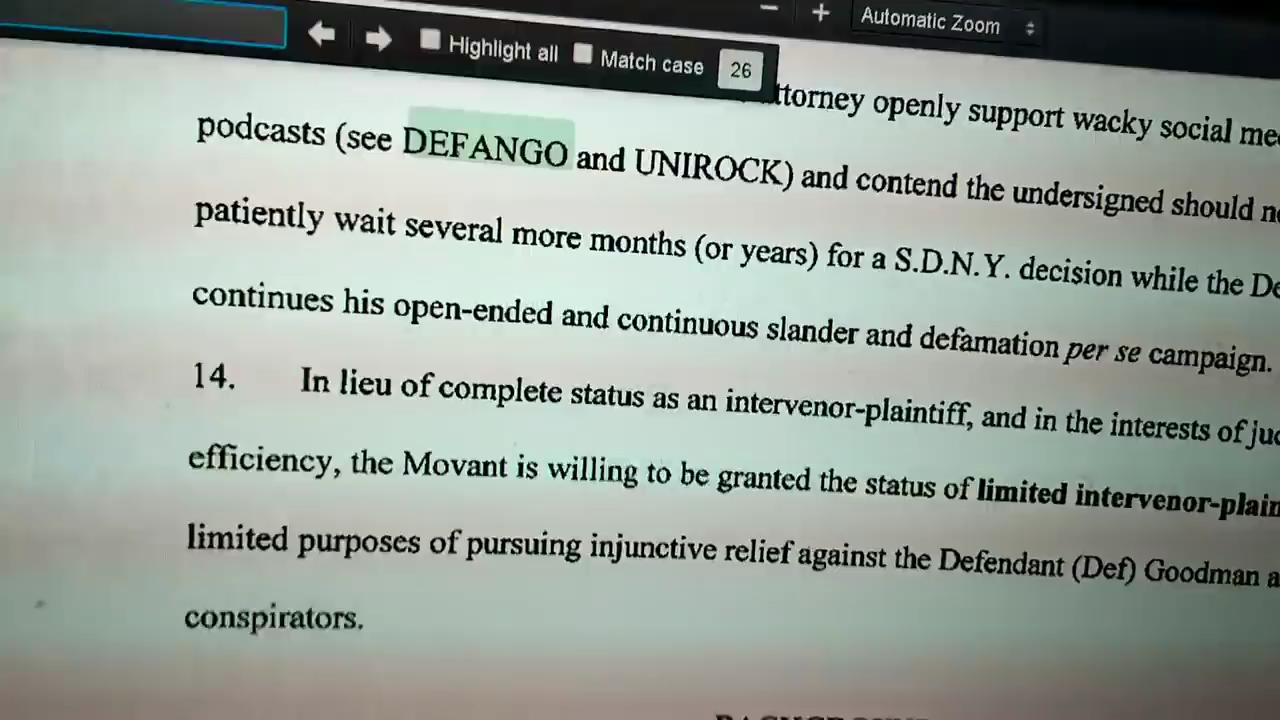 − + Automatic Zoom
Highlight all Match case 26
ttorney openly support wacky social me
podcasts (see DEFANGO and UNIROCK) and contend the undersigned should n
patiently wait several more months (or years) for a S.D.N.Y. decision while the De
continues his open-ended and continuous slander and defamation per se campaign.
14. In lieu of complete status as an intervenor-plaintiff, and in the interests of jud
efficiency, the Movant is willing to be granted the status of limited intervenor-plain
limited purposes of pursuing injunctive relief against the Defendant (Def) Goodman a
conspirators.